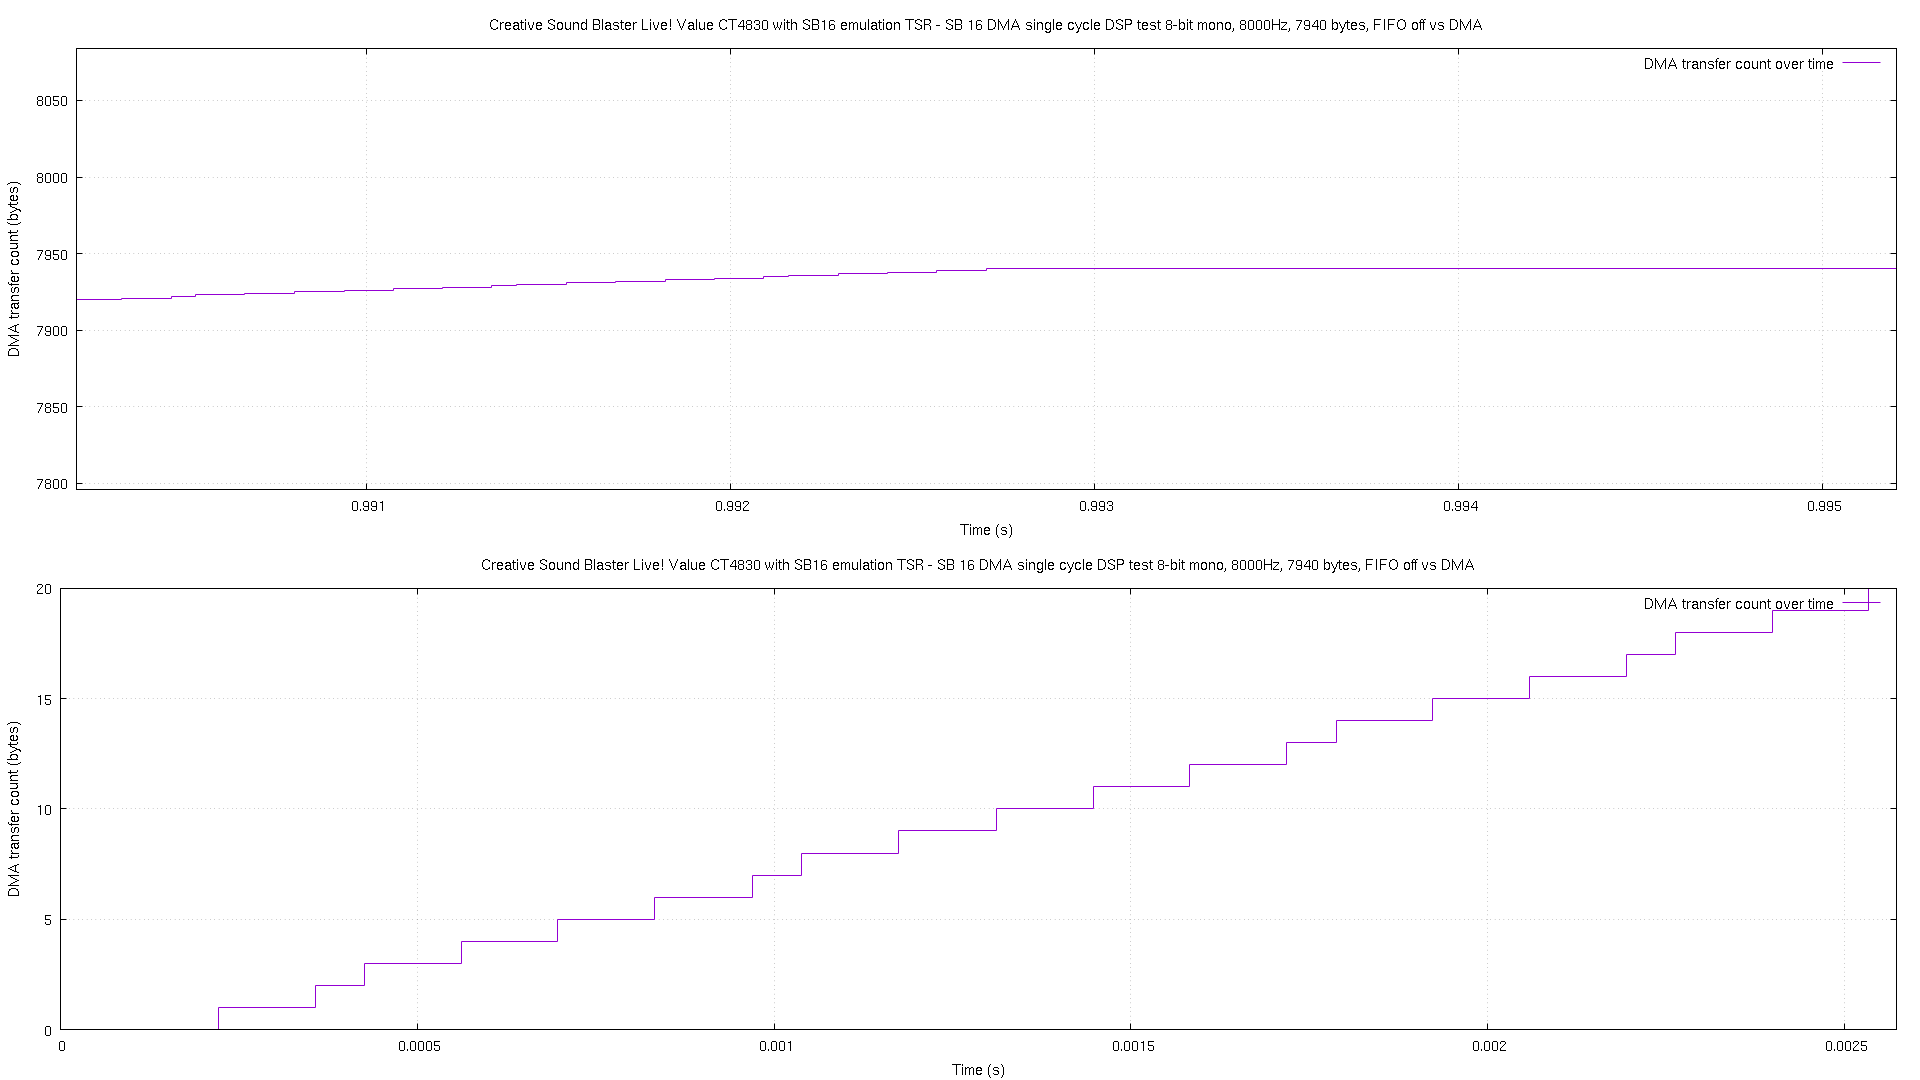 Creative Sound Blaster Live! Value CT4830 with SB16 emulation TSR - SB 16 DMA single cycle DSP test 8-bit mono, 8000Hz, 7940 bytes, FIFO off vs DMA
DMA transfer count over time
8050
8000
7950
7900
7850
7800
DMA transfer count (bytes)
0.991 0.992 0.993 0.994 0.995
Time (s)
Creative Sound Blaster Live! Value CT4830 with SB16 emulation TSR - SB 16 DMA single cycle DSP test 8-bit mono, 8000Hz, 7940 bytes, FIFO off vs DMA
DMA transfer count over time
20
15
10
5
0
DMA transfer count (bytes)
0 0.0005 0.001 0.0015 0.002 0.0025
Time (s)